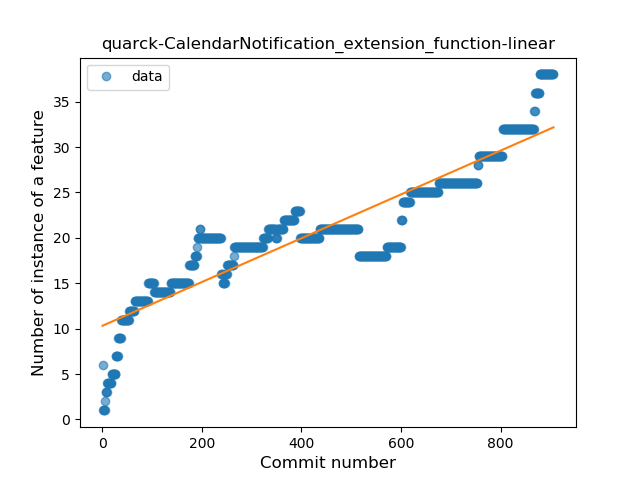 quarck-CalendarNotification_extension_function-linear
data
Number of instance of a feature
35
30
25
20
15
10
5
0
0 200 400 600 800
Commit number